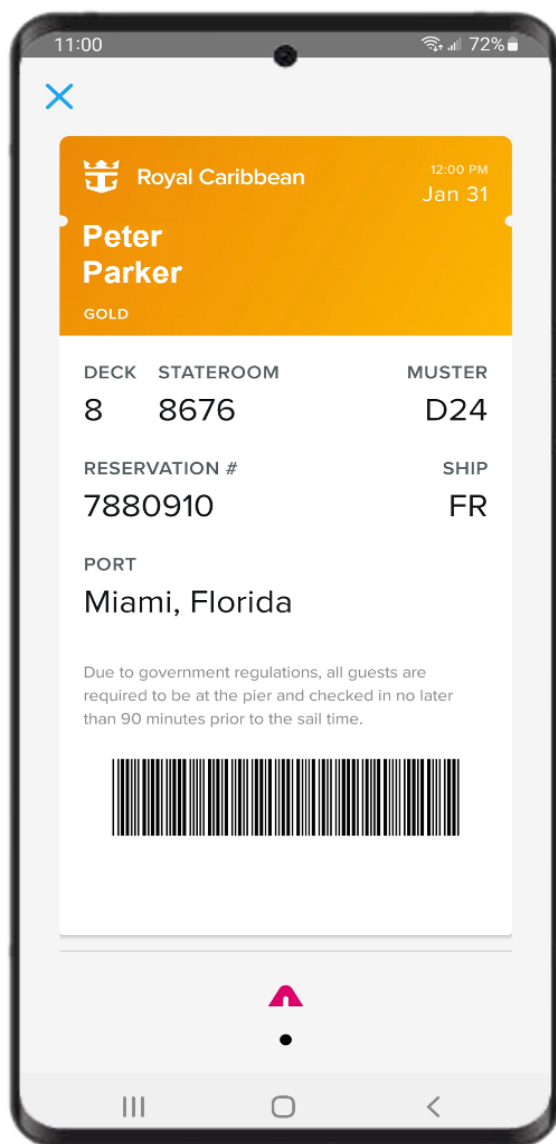 11:00 72%
Royal Caribbean
12:00 PM
Jan 31
Peter
Parker
GOLD
DECK STATEROOM MUSTER
8 8676 D24
RESERVATION # SHIP
7880910 FR
PORT
Miami, Florida
Due to government regulations, all guests are
required to be at the pier and checked in no later
than 90 minutes prior to the sail time.